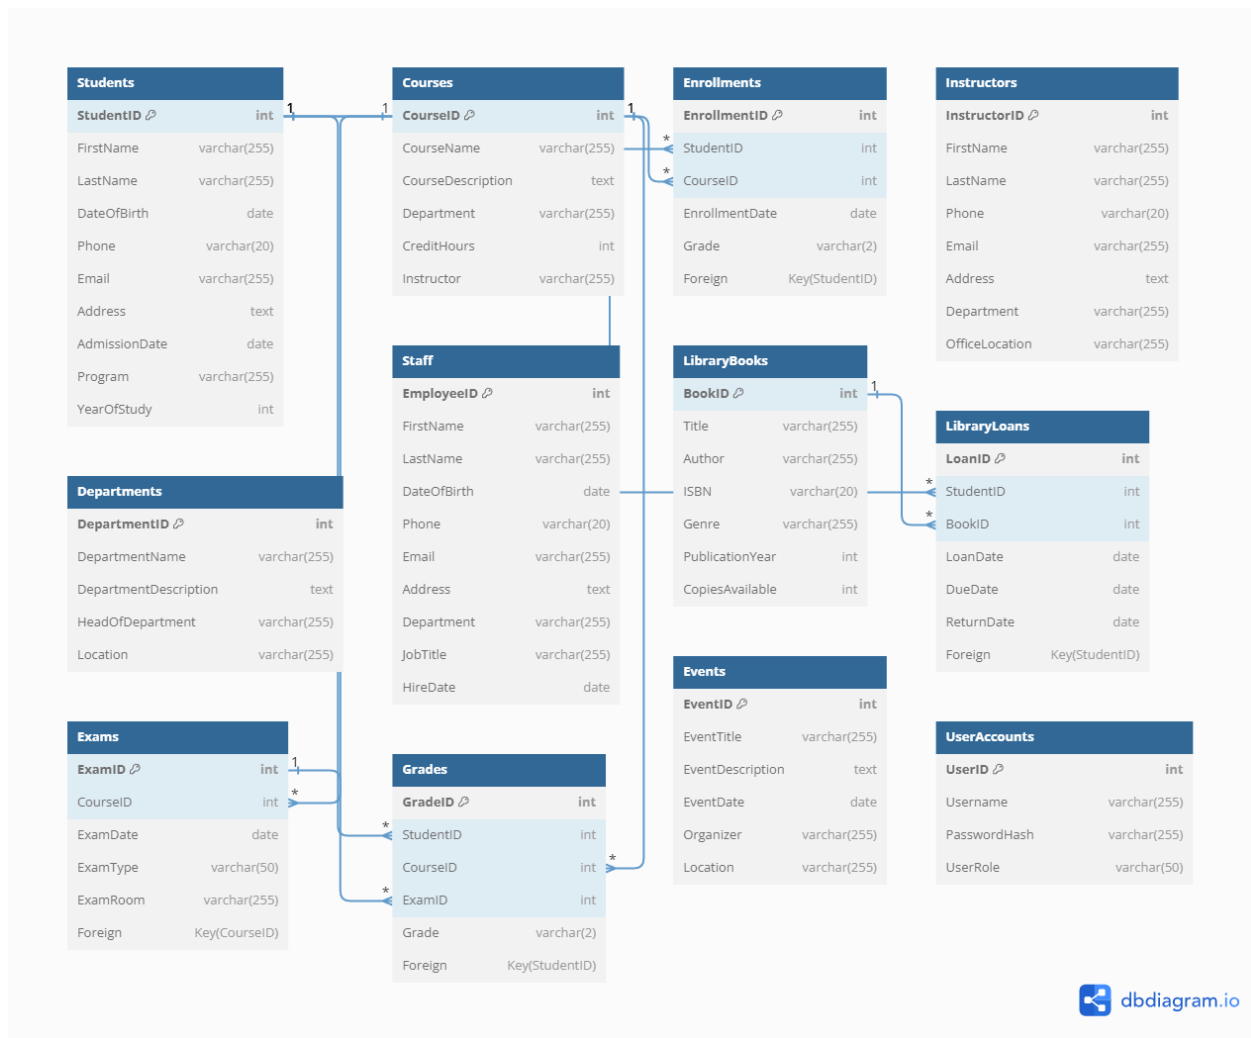 Students
StudentID int
FirstName varchar(255)
LastName varchar(255)
DateOfBirth date
Phone varchar(20)
Email varchar(255)
Address text
AdmissionDate date
Program varchar(255)
YearOfStudy int
1
1
Courses
CourseID int
CourseName varchar(255)
CourseDescription text
Department varchar(255)
CreditHours int
Instructor varchar(255)
1
*
*
Enrollments
EnrollmentID int
StudentID int
CourseID int
EnrollmentDate date
Grade varchar(2)
Foreign Key(StudentID)
Instructors
InstructorID int
FirstName varchar(255)
LastName varchar(255)
Phone varchar(20)
Email varchar(255)
Address text
Department varchar(255)
OfficeLocation varchar(255)
Staff
EmployeeID int
FirstName varchar(255)
LastName varchar(255)
DateOfBirth date
Phone varchar(20)
Email varchar(255)
Address text
Department varchar(255)
JobTitle varchar(255)
HireDate date
LibraryBooks
BookID int
Title varchar(255)
Author varchar(255)
ISBN varchar(20)
Genre varchar(255)
PublicationYear int
CopiesAvailable int
1
*
*
LibraryLoans
LoanID int
StudentID int
BookID int
LoanDate date
DueDate date
ReturnDate date
Foreign Key(StudentID)
Departments
DepartmentID int
DepartmentName varchar(255)
DepartmentDescription text
HeadOfDepartment varchar(255)
Location varchar(255)
Exams
ExamID int
CourseID int
ExamDate date
ExamType varchar(50)
ExamRoom varchar(255)
Foreign Key(CourseID)
1
*
*
*
Grades
GradeID int
StudentID int
CourseID int
ExamID int
Grade varchar(2)
Foreign Key(StudentID)
*
Events
EventID int
EventTitle varchar(255)
EventDescription text
EventDate date
Organizer varchar(255)
Location varchar(255)
UserAccounts
UserID int
Username varchar(255)
PasswordHash varchar(255)
UserRole varchar(50)
dbdiagram.io